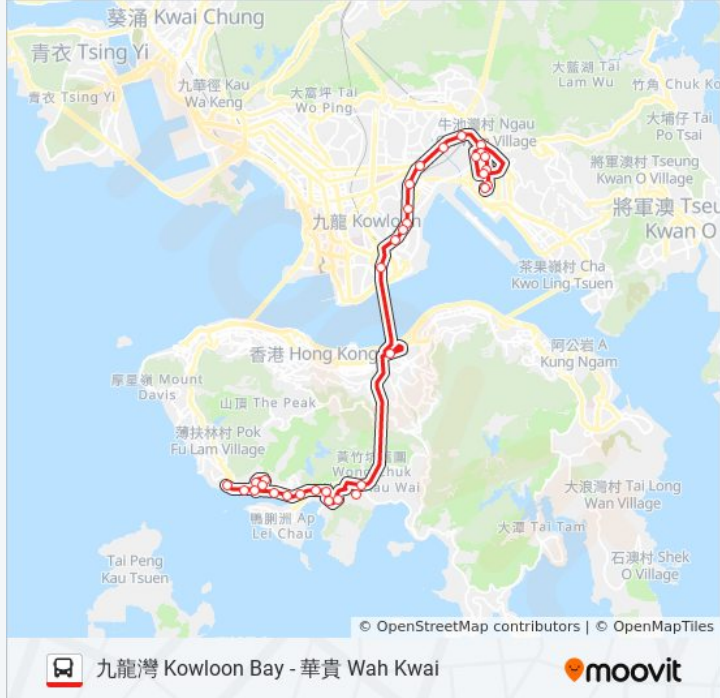 葵涌 Kwai Chung
青衣 Tsing Yi
九華徑 Kau
Wa Keng
大藍湖 Tai
Lam Wu
竹角 Chuk Ko
青衣 Tsing Yi
大窩坪 Tai
Wo Ping
大埔仔 Tai
Po Tsai
牛池灣村 Ngau
Village
將軍澳村 Tseung
Kwan O Village
將軍澳 Tseu
Kwan O
九龍 Kowloon
茶果嶺村 Cha
Kwo Ling Tsuen
香港 Hong Kong
阿公岩 A
Kung Ngam
摩星嶺 Mount
Davis
山頂 The Peak
薄扶林村 Pok
Fu Lam Village
黃竹坑舊圍
Wong Chuk
Hau Wai
大浪灣村 Tai Long
Wan Village
鴨脷洲 Ap
Lei Chau
大潭 Tai Tam
石澳村 Shek
O Village
Tai Peng
Kau Tsuen
© OpenStreetMap contributors | © OpenMapTiles
九龍灣 Kowloon Bay - 華貴 Wah Kwai
moovit